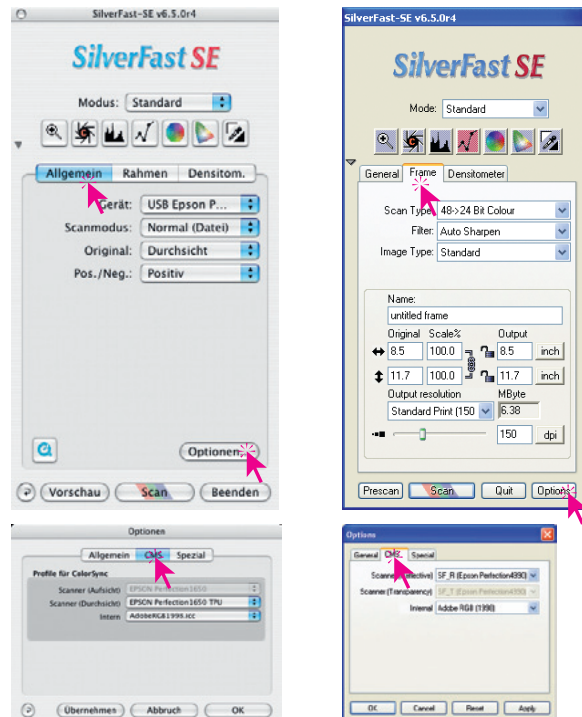 SilverFast-SE v6.5.0r4
SilverFast SE
Modus: Standard
Allgemein Rahmen Densitom.
Gerät: USB Epson P...
Scanmodus: Normal (Datei)
Original: Durchsicht
Pos./Neg.: Positiv
Optionen...
Vorschau Scan Beenden
SilverFast-SE v6.5.0r4
SilverFast SE
Mode: Standard
General Frame Densitometer
Scan Type: 48->24 Bit Colour
Filter: Auto Sharpen
Image Type: Standard
Name:
untitled frame
Original Scale% Output
8.5 100.0 8.5 inch
11.7 100.0 11.7 inch
Output resolution MByte
Standard Print (150 6.38
150 dpi
Prescan Scan Quit Options
Optionen
Allgemein CMS Spezial
Profile für ColorSync
Scanner (Aufsicht) EPSON Perfection1650
Scanner (Durchsicht) EPSON Perfection1650 TPU
Intern AdobeRGB1998.icc
Übernehmen Abbruch OK
Options
General CMS Special
Scanner (Reflective) SF_R (Epson Perfection4990)
Scanner (Transparency) SF_T (Epson Perfection4990)
Internal Adobe RGB (1998)
OK Cancel Reset Apply